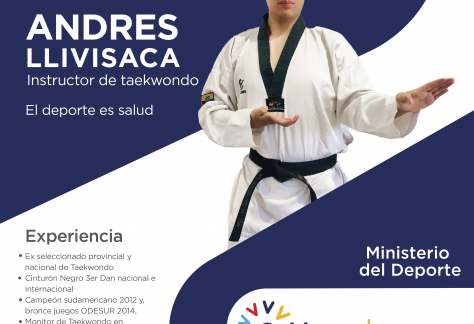 ANDRES
LLIVISACA
Instructor de taekwondo
El deporte es salud
Experiencia
• Ex seleccionado provincial y
nacional de Taekwondo
• Cinturón Negro 3er Dan nacional e
internacional
• Campeón sudamericano 2012 y,
bronce juegos ODESUR 2014,
• Monitor de Taekwondo en
Ministerio
del Deporte